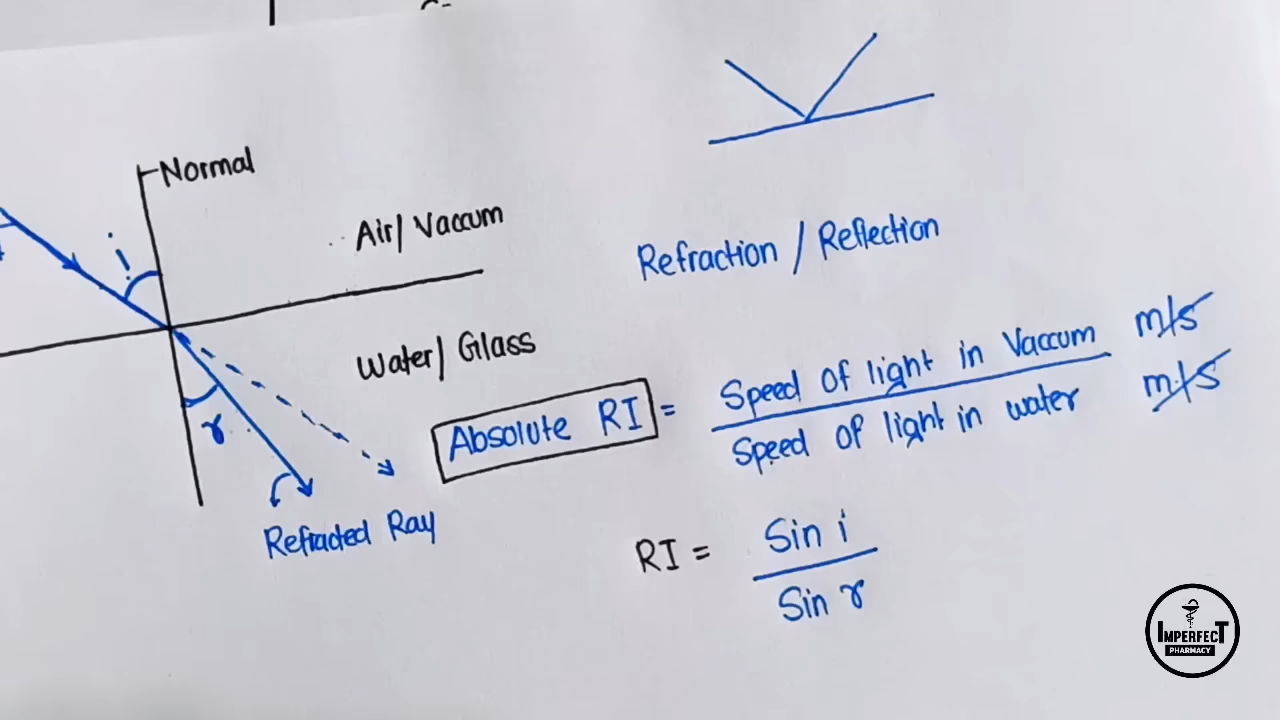 Normal
i
Air/ Vaccum
Water/ Glass
r
Refracted Ray
Refraction / Reflection
Absolute RI = Speed of light in Vaccum m/s
Speed of light in water m/s
RI = Sin i
Sin r
IMPERFECT
PHARMACY